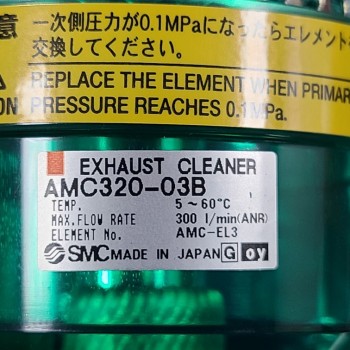 意 一次側圧力が0.1MPaになったらエレメントを
交換してください。
REPLACE THE ELEMENT WHEN PRIMAR
ON PRESSURE REACHES 0.1MPa.
EXHAUST CLEANER
AMC320-03B
TEMP. 5~60℃
MAX.FLOW RATE 300 l/min(ANR)
ELEMENT No. AMC-EL3
SMC MADE IN JAPAN G oy